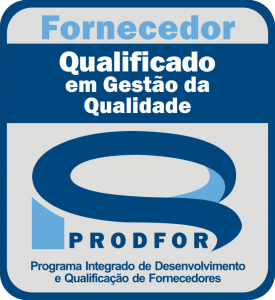 Fornecedor
Qualificado
em Gestão da
Qualidade
PRODFOR
Programa Integrado de Desenvolvimento
e Qualificação de Fornecedores